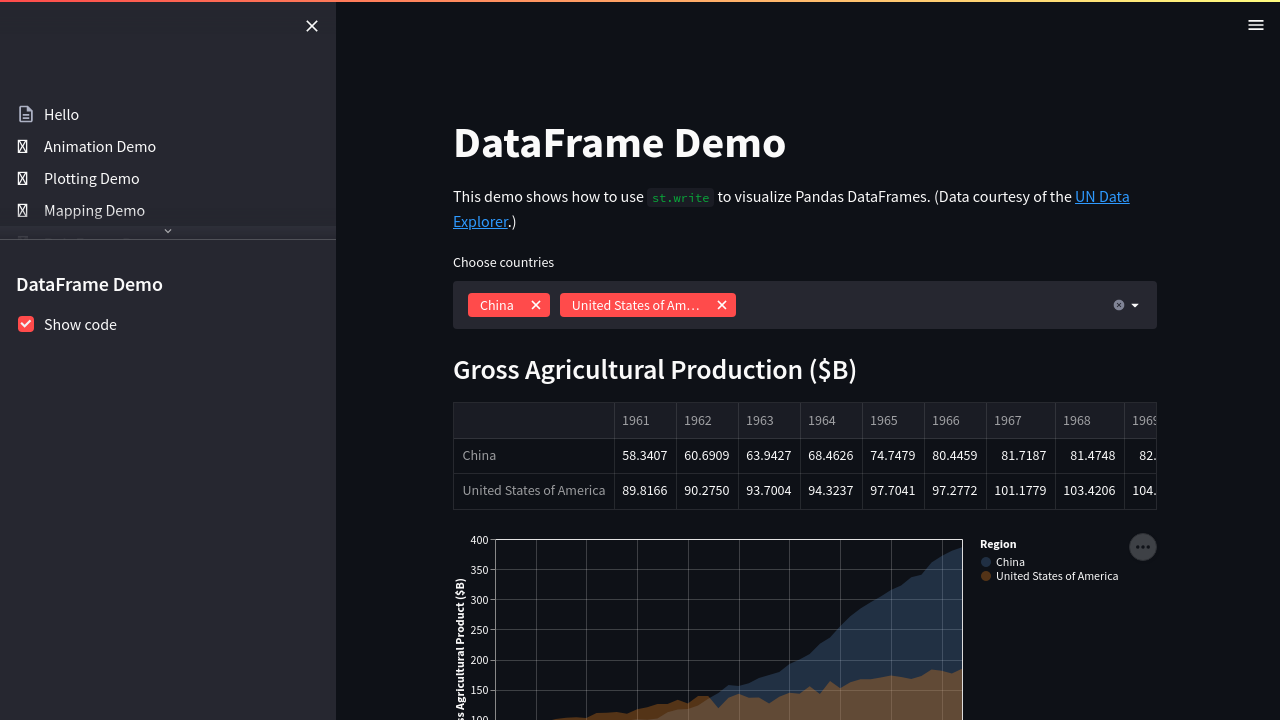 Hello
Animation Demo
Plotting Demo
Mapping Demo
DataFrame Demo
Show code
DataFrame Demo
This demo shows how to use st.write to visualize Pandas DataFrames. (Data courtesy of the UN Data
Explorer.)
Choose countries
China
United States of Am…
Gross Agricultural Production ($B)
1961 1962 1963 1964 1965 1966 1967 1968 1969
China 58.3407 60.6909 63.9427 68.4626 74.7479 80.4459 81.7187 81.4748 82.
United States of America 89.8166 90.2750 93.7004 94.3237 97.7041 97.2772 101.1779 103.4206 104.
400
350
300
250
200
150
100
ss Agricultural Product ($B)
Region
China
United States of America